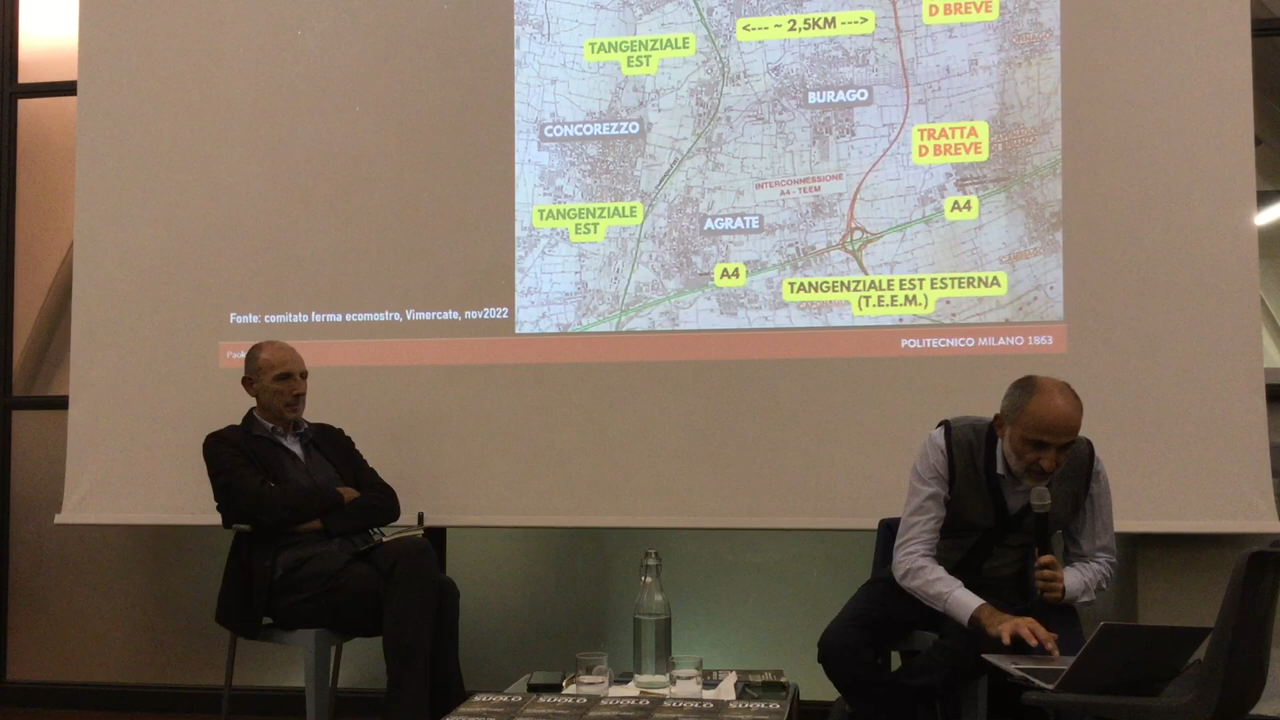 D BREVE
<--- ~ 2,5KM --->
TANGENZIALE
EST
BURAGO
CONCOREZZO
TRATTA
D BREVE
INTERCONNESSIONE
A4 - TEEM
A4
TANGENZIALE
EST
AGRATE
A4
TANGENZIALE EST ESTERNA
(T.E.E.M.)
Fonte: comitato ferma ecomostro, Vimercate, nov2022
POLITECNICO MILANO 1863
SUOLO SUOLO SUOLO SUOLO SUOLO